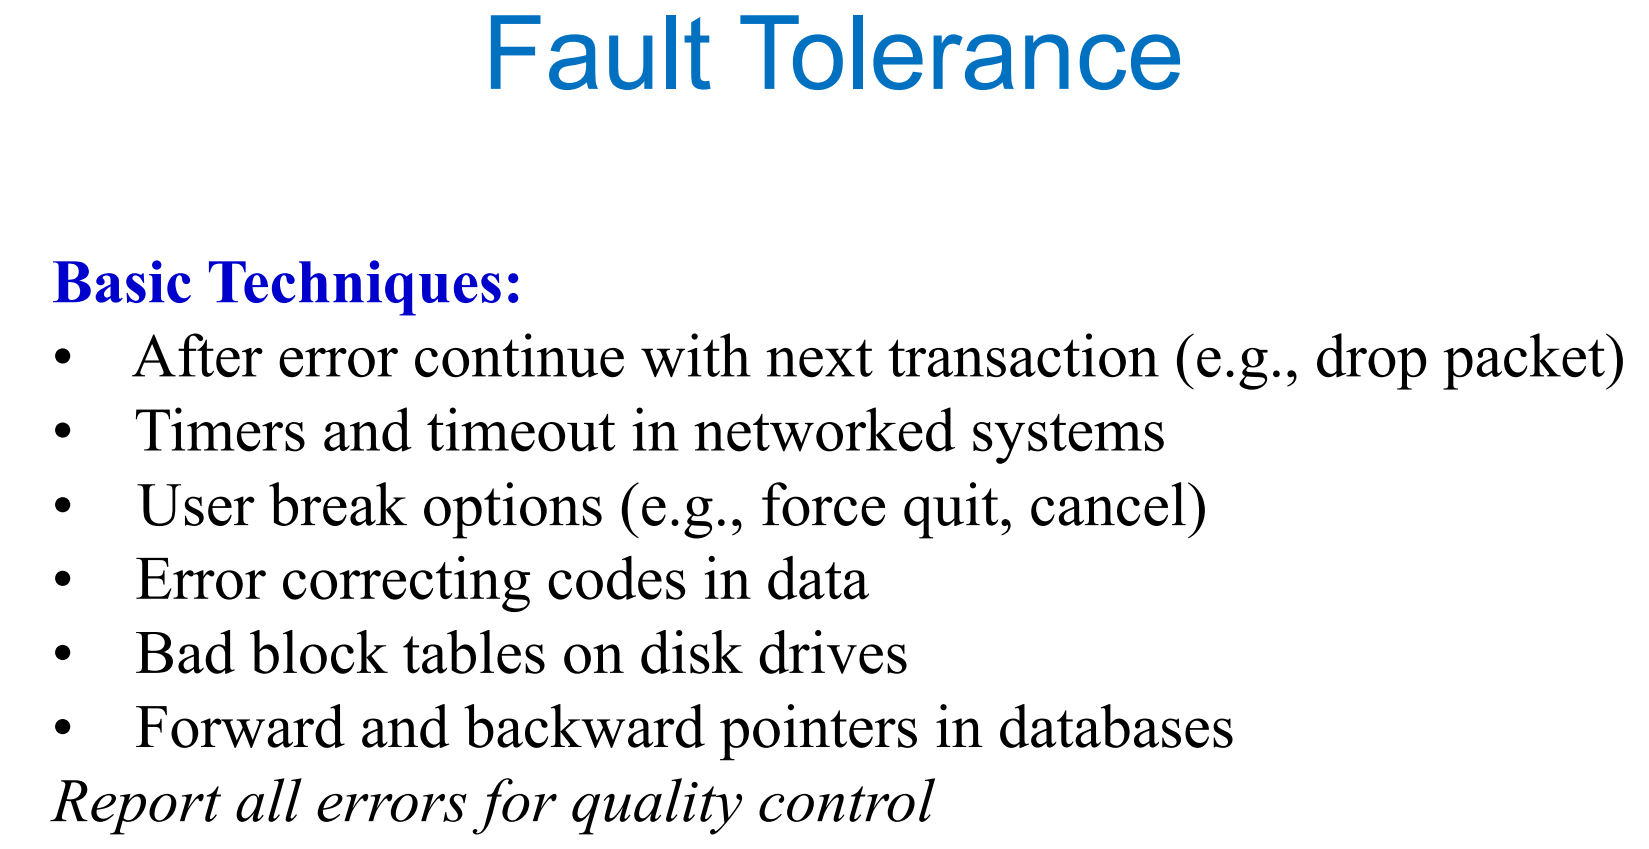 Fault Tolerance
Basic Techniques:
• After error continue with next transaction (e.g., drop packet)
• Timers and timeout in networked systems
• User break options (e.g., force quit, cancel)
• Error correcting codes in data
• Bad block tables on disk drives
• Forward and backward pointers in databases
Report all errors for quality control